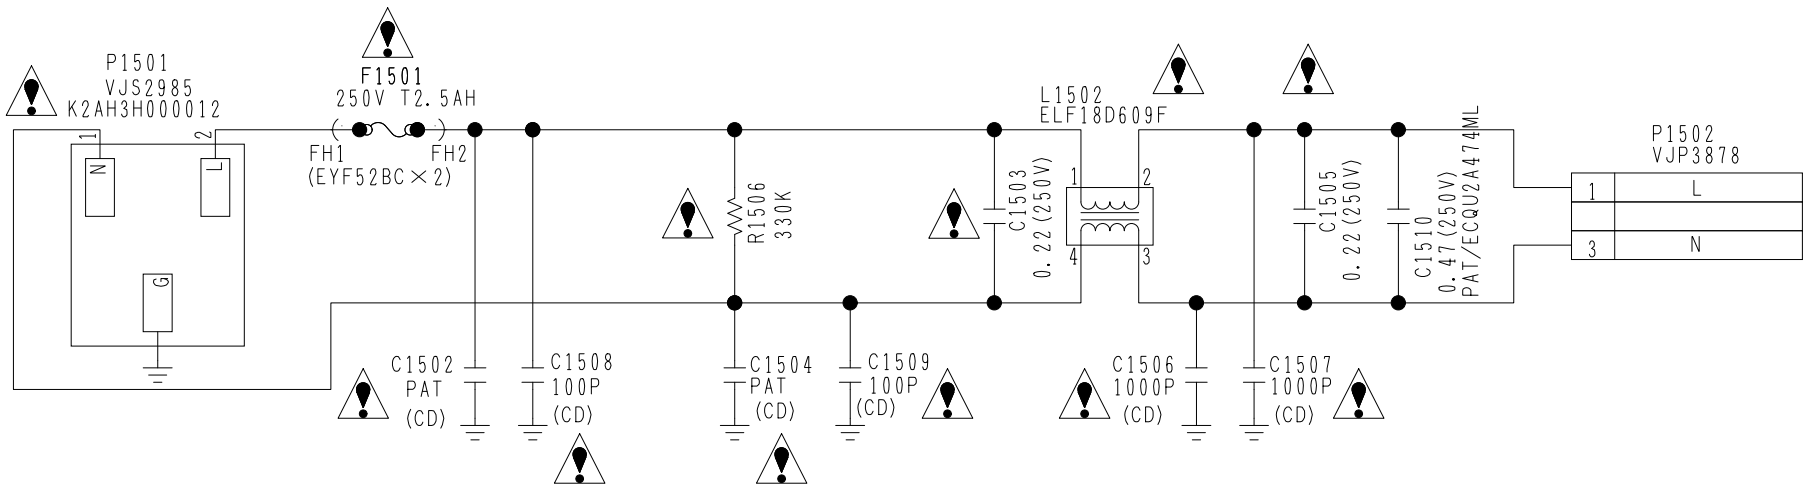 P1501
VJS2985
K2AH3H000012
1
2
N
L
G
F1501
250V T2.5AH
FH1
FH2
(EYF52BC×2)
R1506
330K
C1503
0.22(250V)
L1502
ELF18D609F
1
2
4
3
C1505
0.22(250V)
C1510
0.47(250V)
PAT/ECQU2A474ML
P1502
VJP3878
1
L
3
N
C1502
PAT
(CD)
C1508
100P
(CD)
C1504
PAT
(CD)
C1509
100P
(CD)
C1506
1000P
(CD)
C1507
1000P
(CD)